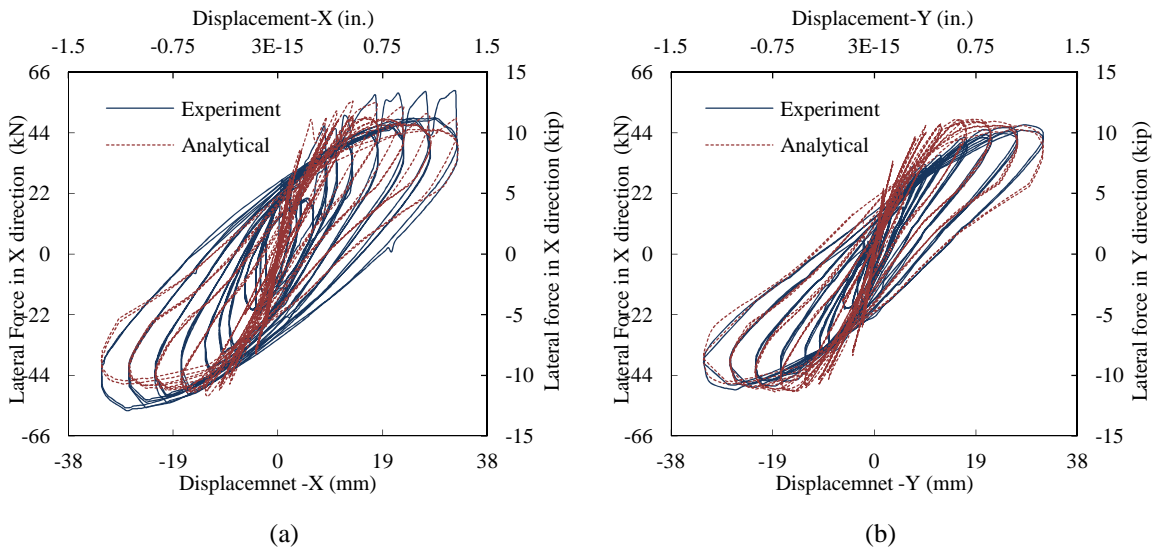 Displacement-X (in.)
-1.5 -0.75 3E-15 0.75 1.5
66 44 22 0 -22 -44 -66
Lateral Force in X direction (kN)
Experiment
Analytical
15 10 5 0 -5 -10 -15
Lateral force in X direction (kip)
-38 -19 0 19 38
Displacemnet -X (mm)
(a)
Displacement-Y (in.)
-1.5 -0.75 3E-15 0.75 1.5
66 44 22 0 -22 -44 -66
Lateral Force in X direction (kN)
Experiment
Analytical
15 10 5 0 -5 -10 -15
Lateral force in Y direction (kip)
-38 -19 0 19 38
Displacemnet -Y (mm)
(b)